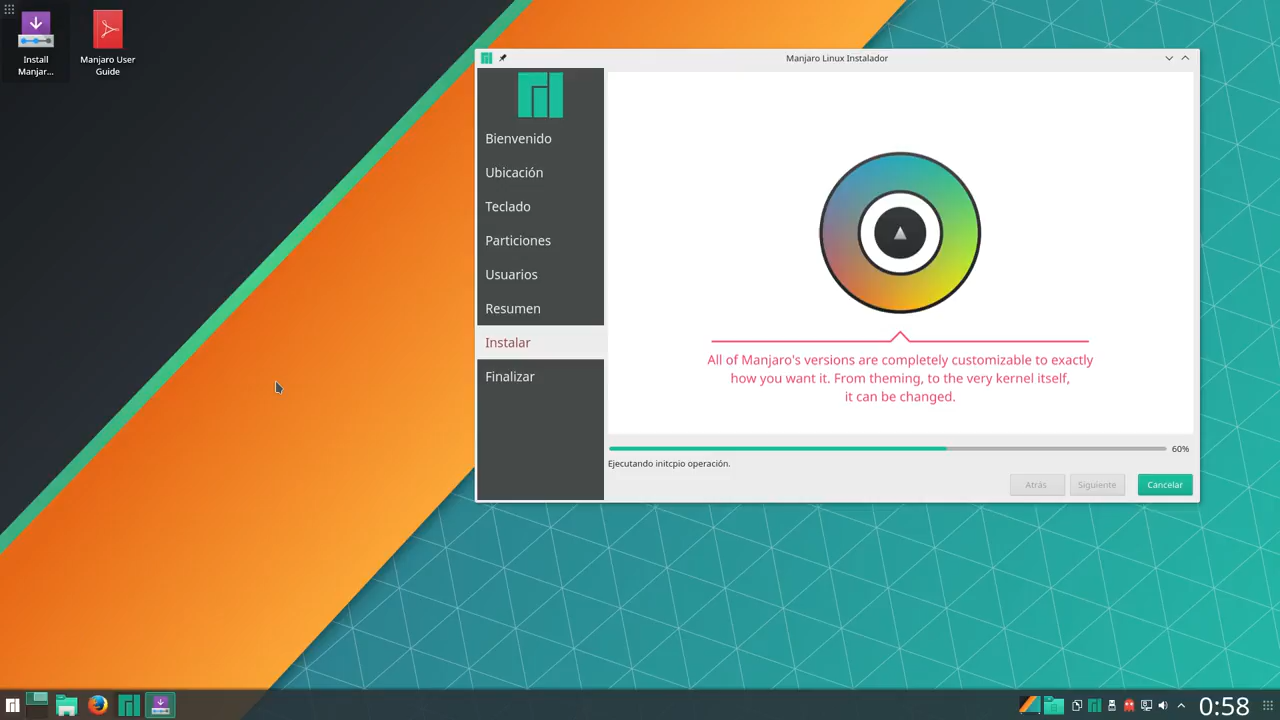 Install
Manjar...
Manjaro User
Guide
Manjaro Linux Instalador
Bienvenido
Ubicación
Teclado
Particiones
Usuarios
Resumen
Instalar
Finalizar
All of Manjaro's versions are completely customizable to exactly
how you want it. From theming, to the very kernel itself,
it can be changed.
60%
Ejecutando initcpio operación.
Atrás
Siguiente
Cancelar
0:58